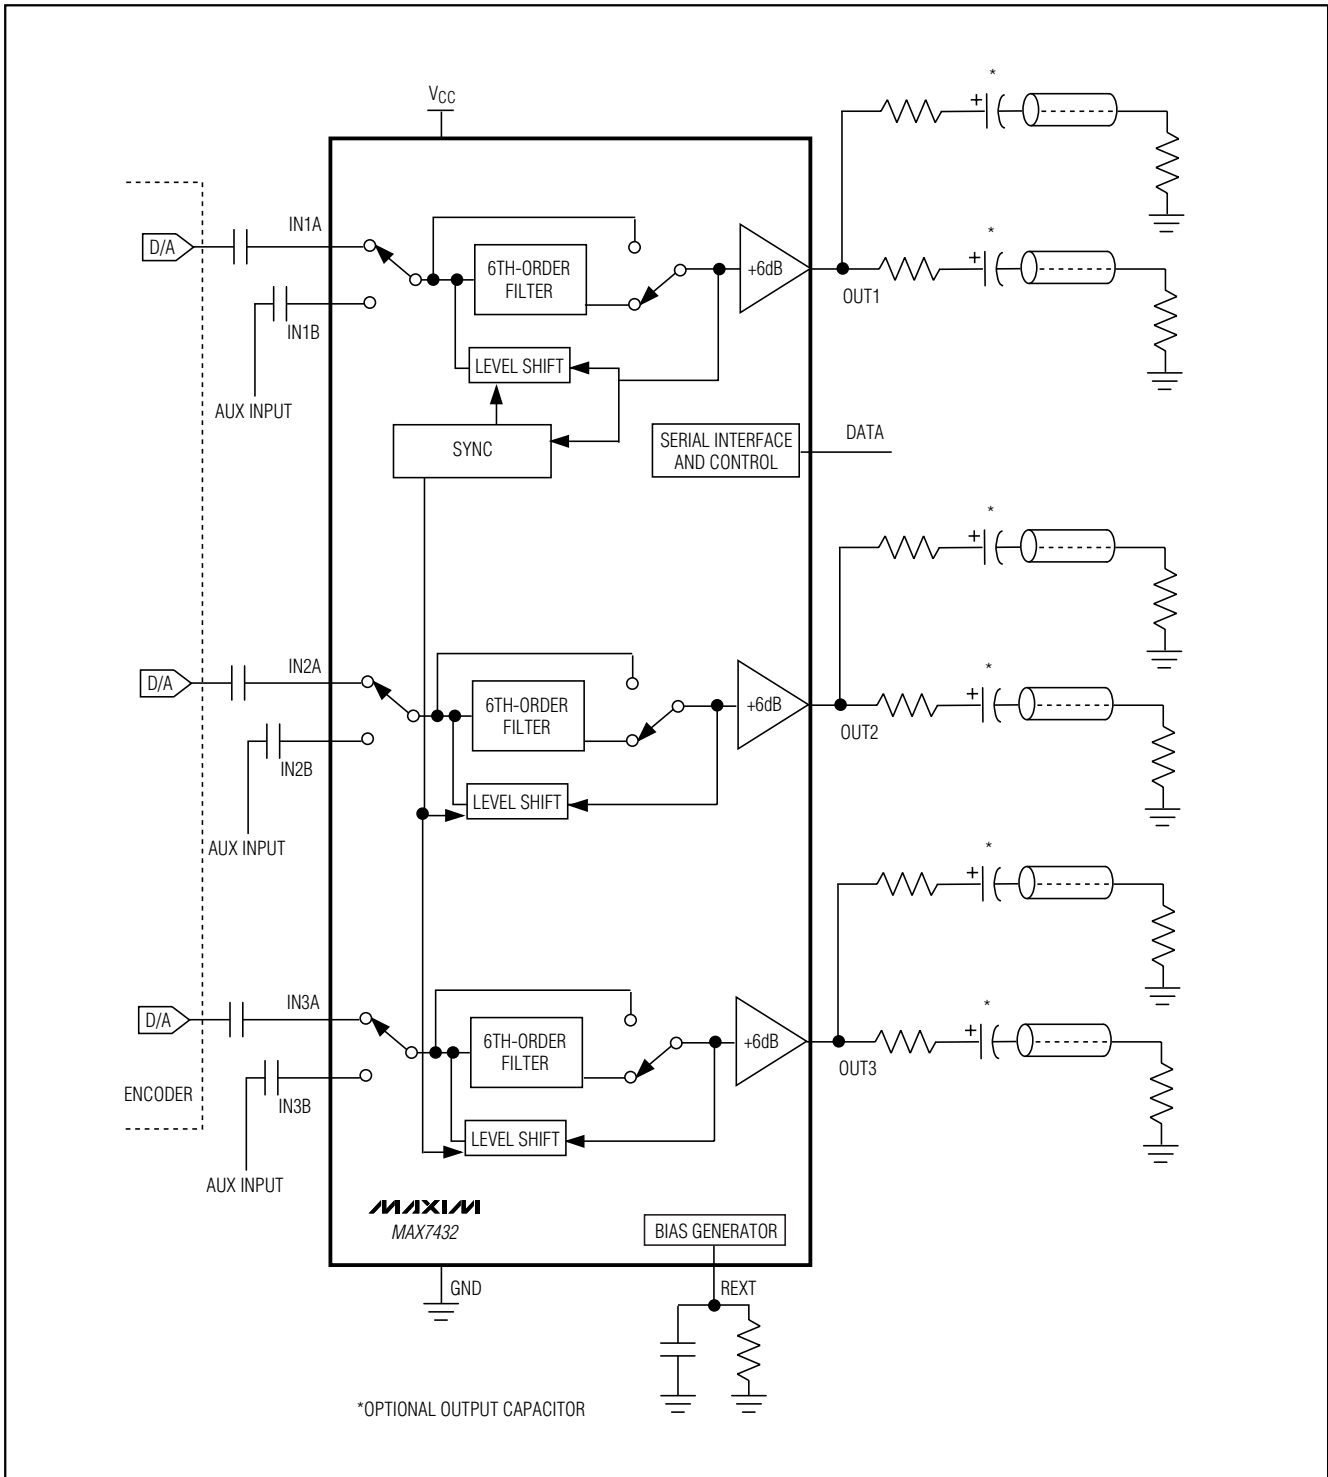 *
VCC
+
D/A
IN1A
*
+
6TH-ORDER
FILTER
+6dB
OUT1
IN1B
LEVEL SHIFT
AUX INPUT
SYNC
SERIAL INTERFACE
AND CONTROL
DATA
*
+
D/A
IN2A
*
+
6TH-ORDER
FILTER
+6dB
OUT2
IN2B
LEVEL SHIFT
AUX INPUT
*
+
D/A
IN3A
*
+
6TH-ORDER
FILTER
+6dB
OUT3
ENCODER
IN3B
LEVEL SHIFT
AUX INPUT
MAXIM
MAX7432
BIAS GENERATOR
GND
REXT
*OPTIONAL OUTPUT CAPACITOR